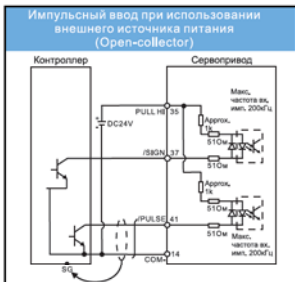 Импульсный ввод при использовании
внешнего источника питания
(Open-collector)
Контроллер
Сервопривод
Макс.
частота вх.
имп. 200кГц
PULL HI 35
Approx.
1k
DC24V
51Ом
/SIGN 37
51Ом
Approx.
1k
51Ом
/PULSE 41
51Ом
14
COM-
Макс.
частота вх.
имп. 200кГц
SG